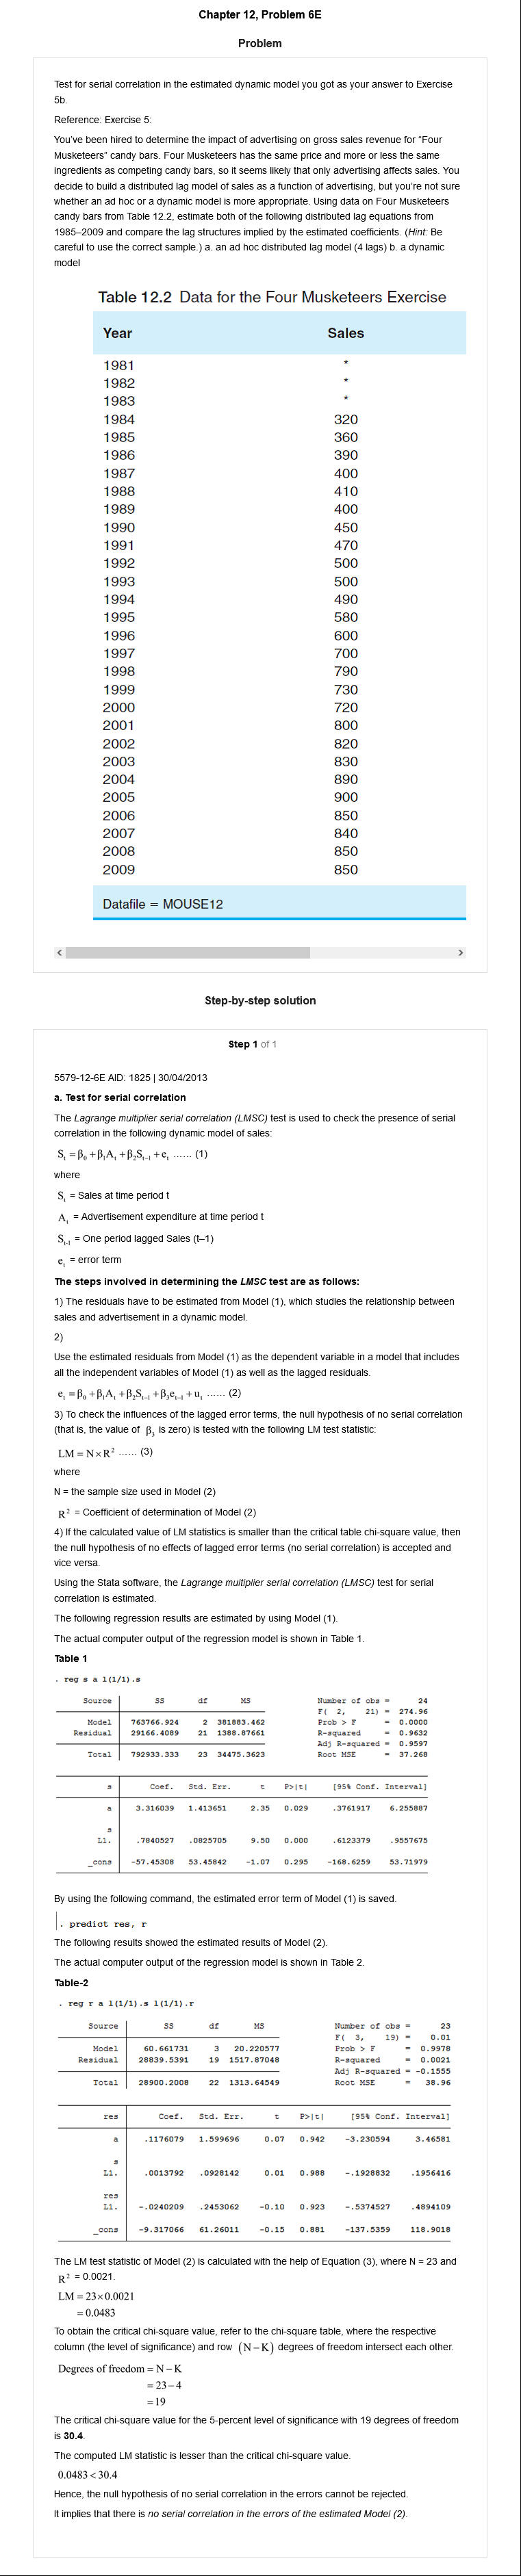 Chapter 12, Problem 6E
Problem
Test for serial correlation in the estimated dynamic model you got as your answer to Exercise
5b.
Reference: Exercise 5:
You've been hired to determine the impact of advertising on gross sales revenue for “Four
Musketeers” candy bars. Four Musketeers has the same price and more or less the same
ingredients as competing candy bars, so it seems likely that only advertising affects sales. You
decide to build a distributed lag model of sales as a function of advertising, but you're not sure
whether an ad hoc or a dynamic model is more appropriate. Using data on Four Musketeers
candy bars from Table 12.2, estimate both of the following distributed lag equations from
1985–2009 and compare the lag structures implied by the estimated coefficients. (Hint: Be
careful to use the correct sample.) a. an ad hoc distributed lag model (4 lags) b. a dynamic
model
Table 12.2 Data for the Four Musketeers Exercise
Year Sales
1981 *
1982 *
1983 *
1984 320
1985 360
1986 390
1987 400
1988 410
1989 400
1990 450
1991 470
1992 500
1993 500
1994 490
1995 580
1996 600
1997 700
1998 790
1999 730
2000 720
2001 800
2002 820
2003 830
2004 890
2005 900
2006 850
2007 840
2008 850
2009 850
Datafile = MOUSE12
Step-by-step solution
Step 1 of 1
5579-12-6E AID: 1825 | 30/04/2013
a. Test for serial correlation
The Lagrange multiplier serial correlation (LMSC) test is used to check the presence of serial
correlation in the following dynamic model of sales:
Sₜ = β₀ + β₁Aₜ + β₂Sₜ₋₁ + eₜ ...... (1)
where
Sₜ = Sales at time period t
Aₜ = Advertisement expenditure at time period t
Sₜ₋₁ = One period lagged Sales (t–1)
eₜ = error term
The steps involved in determining the LMSC test are as follows:
1) The residuals have to be estimated from Model (1), which studies the relationship between
sales and advertisement in a dynamic model.
2)
Use the estimated residuals from Model (1) as the dependent variable in a model that includes
all the independent variables of Model (1) as well as the lagged residuals.
eₜ = β₀ + β₁Aₜ + β₂Sₜ₋₁ + β₃eₜ₋₁ + uₜ ...... (2)
3) To check the influences of the lagged error terms, the null hypothesis of no serial correlation
(that is, the value of β₃ is zero) is tested with the following LM test statistic:
LM = N×R² ...... (3)
where
N = the sample size used in Model (2)
R² = Coefficient of determination of Model (2)
4) If the calculated value of LM statistics is smaller than the critical table chi-square value, then
the null hypothesis of no effects of lagged error terms (no serial correlation) is accepted and
vice versa.
Using the Stata software, the Lagrange multiplier serial correlation (LMSC) test for serial
correlation is estimated.
The following regression results are estimated by using Model (1).
The actual computer output of the regression model is shown in Table 1.
Table 1
. reg s a l(1/1).s
Source SS df MS Number of obs = 24
F( 2, 21) = 274.96
Model 763766.924 2 381883.462 Prob > F = 0.0000
Residual 29166.4089 21 1388.87661 R-squared = 0.9632
Adj R-squared = 0.9597
Total 792933.333 23 34475.3623 Root MSE = 37.268
s Coef. Std. Err. t P>|t| [95% Conf. Interval]
a 3.316039 1.413651 2.35 0.029 .3761917 6.255887
s
L1. .7840527 .0825705 9.50 0.000 .6123379 .9557675
_cons -57.45308 53.45842 -1.07 0.295 -168.6259 53.71979
By using the following command, the estimated error term of Model (1) is saved.
. predict res, r
The following results showed the estimated results of Model (2).
The actual computer output of the regression model is shown in Table 2.
Table-2
. reg r a l(1/1).s l(1/1).r
Source SS df MS Number of obs = 23
F( 3, 19) = 0.01
Model 60.661731 3 20.220577 Prob > F = 0.9978
Residual 28839.5391 19 1517.87048 R-squared = 0.0021
Adj R-squared = -0.1555
Total 28900.2008 22 1313.64549 Root MSE = 38.96
res Coef. Std. Err. t P>|t| [95% Conf. Interval]
a .1176079 1.599696 0.07 0.942 -3.230594 3.46581
s
L1. .0013792 .0928142 0.01 0.988 -.1928832 .1956416
res
L1. -.0240209 .2453062 -0.10 0.923 -.5374527 .4894109
_cons -9.317066 61.26011 -0.15 0.881 -137.5359 118.9018
The LM test statistic of Model (2) is calculated with the help of Equation (3), where N = 23 and
R² = 0.0021.
LM = 23×0.0021
= 0.0483
To obtain the critical chi-square value, refer to the chi-square table, where the respective
column (the level of significance) and row (N−K) degrees of freedom intersect each other.
Degrees of freedom = N−K
= 23−4
= 19
The critical chi-square value for the 5-percent level of significance with 19 degrees of freedom
is 30.4.
The computed LM statistic is lesser than the critical chi-square value.
0.0483 < 30.4
Hence, the null hypothesis of no serial correlation in the errors cannot be rejected.
It implies that there is no serial correlation in the errors of the estimated Model (2).